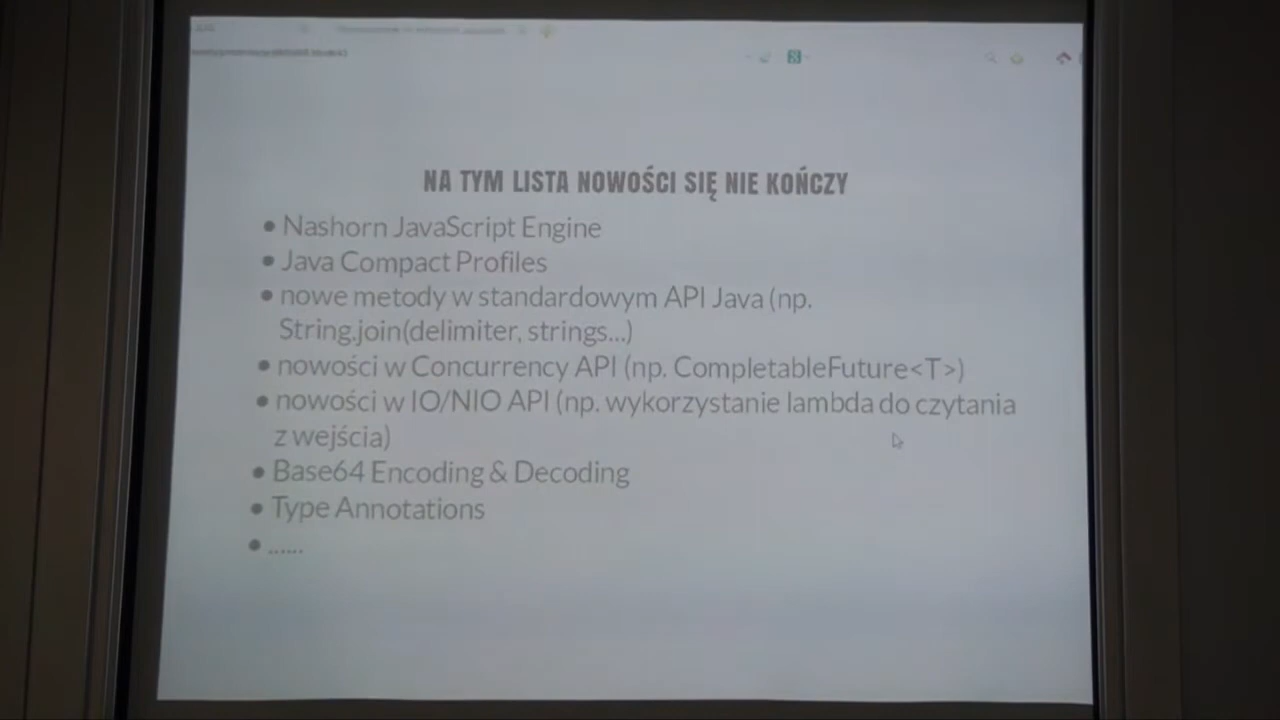 NA TYM LISTA NOWOŚCI SIĘ NIE KOŃCZY
• Nashorn JavaScript Engine
• Java Compact Profiles
• nowe metody w standardowym API Java (np.
String.join(delimiter, strings...)
• nowości w Concurrency API (np. CompletableFuture<T>)
• nowości w IO/NIO API (np. wykorzystanie lambda do czytania
z wejścia)
• Base64 Encoding & Decoding
• Type Annotations
• ......